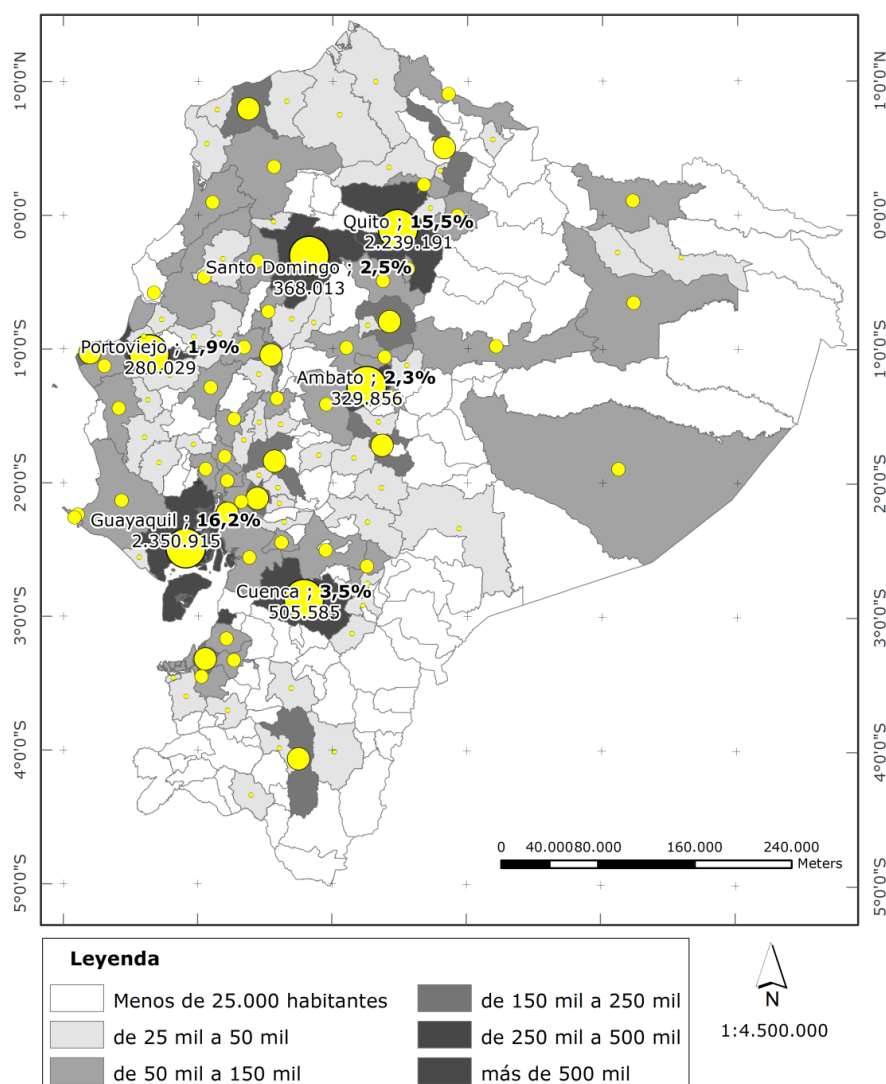 1°0'0"N
1°0'0"N
0°0'0"
0°0'0"
Quito ; 15,5%
2.239.191
Santo Domingo ; 2,5%
368.013
1°0'0"S
1°0'0"S
Portoviejo ; 1,9%
280.029
Ambato ; 2,3%
329.856
2°0'0"S
2°0'0"S
Guayaquil ; 16,2%
2.350.915
Cuenca ; 3,5%
505.585
3°0'0"S
3°0'0"S
4°0'0"S
4°0'0"S
0 40.00080.000 160.000 240.000
Meters
5°0'0"S
5°0'0"S
Leyenda
Menos de 25.000 habitantes
de 25 mil a 50 mil
de 50 mil a 150 mil
de 150 mil a 250 mil
de 250 mil a 500 mil
más de 500 mil
N
1:4.500.000